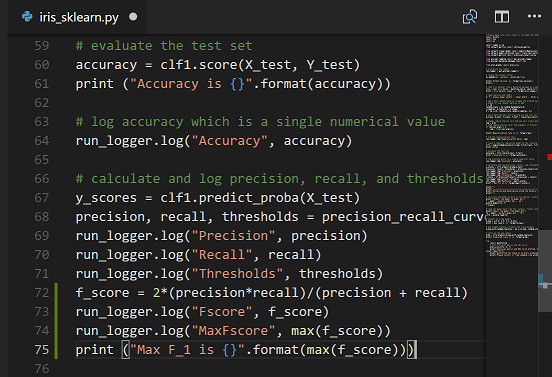 iris_sklearn.py
59 # evaluate the test set
60 accuracy = clf1.score(X_test, Y_test)
61 print ("Accuracy is {}".format(accuracy))
62
63 # log accuracy which is a single numerical value
64 run_logger.log("Accuracy", accuracy)
65
66 # calculate and log precision, recall, and thresholds
67 y_scores = clf1.predict_proba(X_test)
68 precision, recall, thresholds = precision_recall_curv
69 run_logger.log("Precision", precision)
70 run_logger.log("Recall", recall)
71 run_logger.log("Thresholds", thresholds)
72 f_score = 2*(precision*recall)/(precision + recall)
73 run_logger.log("Fscore", f_score)
74 run_logger.log("MaxFscore", max(f_score))
75 print ("Max F_1 is {}".format(max(f_score)))
76